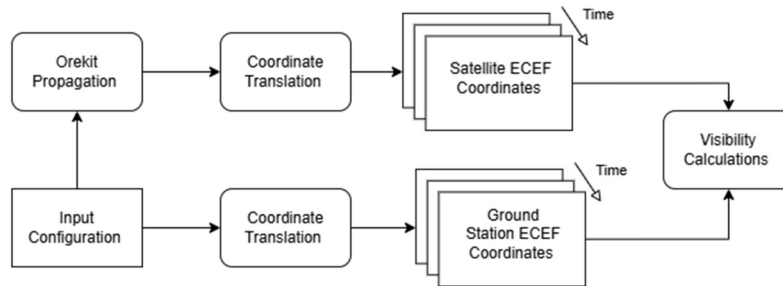 Orekit
Propagation
Coordinate
Translation
Satellite ECEF
Coordinates
Time
Visibility
Calculations
Input
Configuration
Coordinate
Translation
Ground
Station ECEF
Coordinates
Time